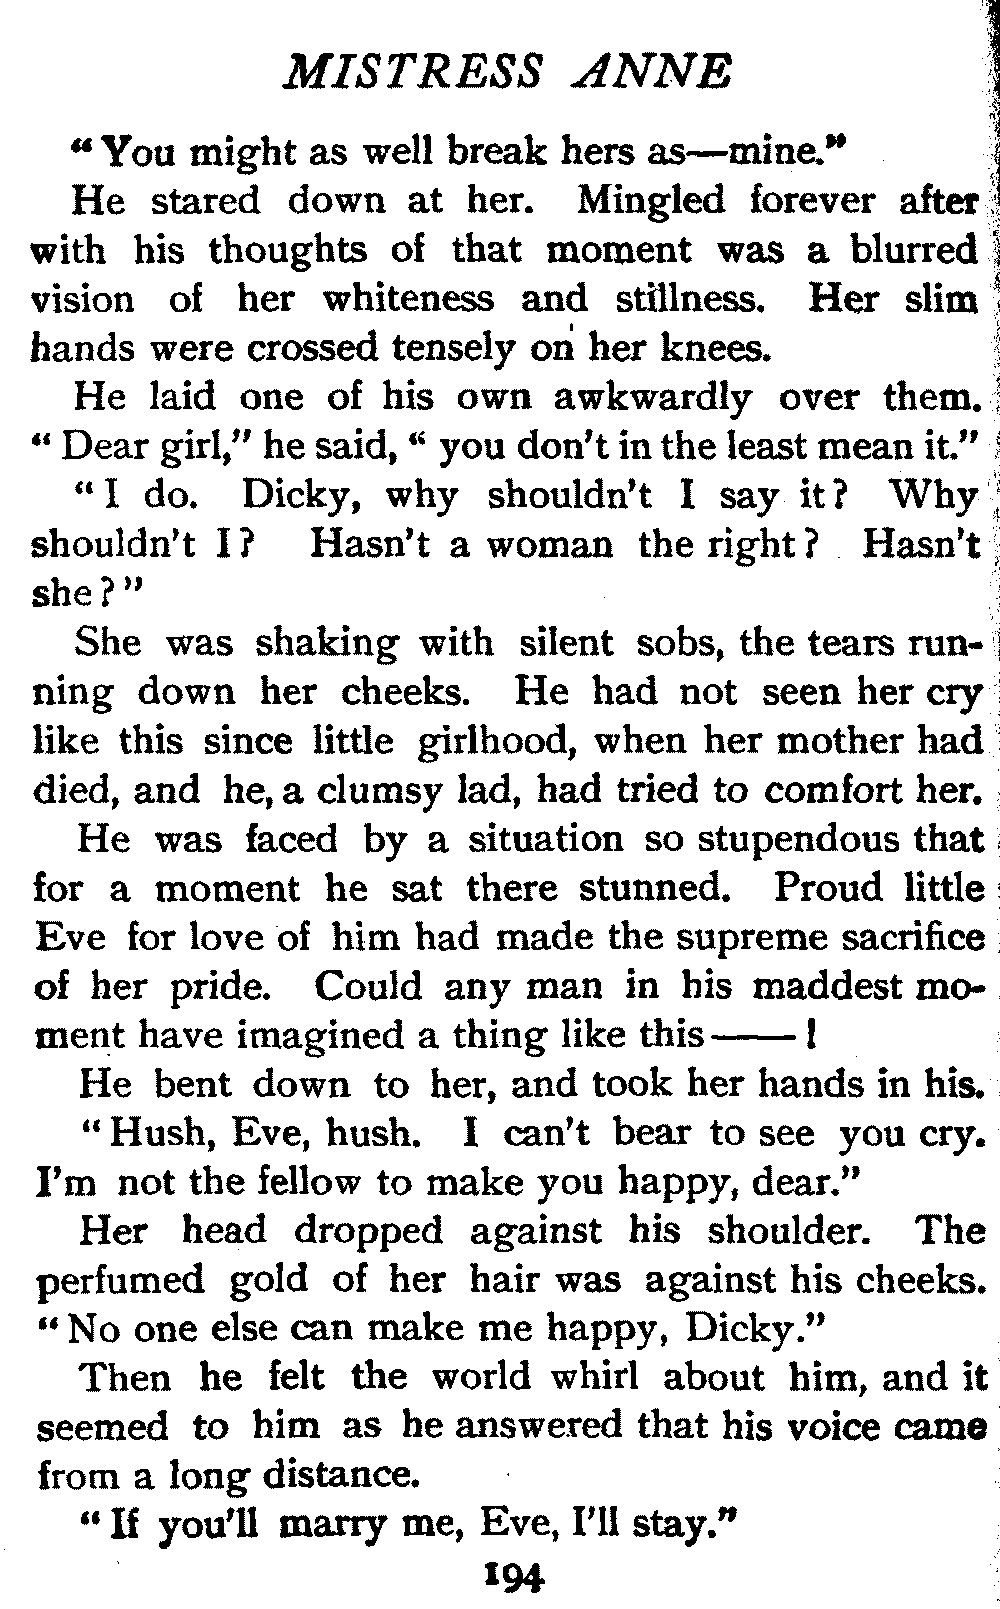 MISTRESS ANNE
"You might as well break hers as—mine."
He stared down at her. Mingled forever after
with his thoughts of that moment was a blurred
vision of her whiteness and stillness. Her slim
hands were crossed tensely on her knees.
He laid one of his own awkwardly over them.
"Dear girl," he said, "you don't in the least mean it."
"I do. Dicky, why shouldn't I say it? Why
shouldn't I? Hasn't a woman the right? Hasn't
she?"
She was shaking with silent sobs, the tears run-
ning down her cheeks. He had not seen her cry
like this since little girlhood, when her mother had
died, and he, a clumsy lad, had tried to comfort her.
He was faced by a situation so stupendous that
for a moment he sat there stunned. Proud little
Eve for love of him had made the supreme sacrifice
of her pride. Could any man in his maddest mo-
ment have imagined a thing like this——!
He bent down to her, and took her hands in his.
"Hush, Eve, hush. I can't bear to see you cry.
I'm not the fellow to make you happy, dear."
Her head dropped against his shoulder. The
perfumed gold of her hair was against his cheeks.
"No one else can make me happy, Dicky."
Then he felt the world whirl about him, and it
seemed to him as he answered that his voice came
from a long distance.
"If you'll marry me, Eve, I'll stay."
194